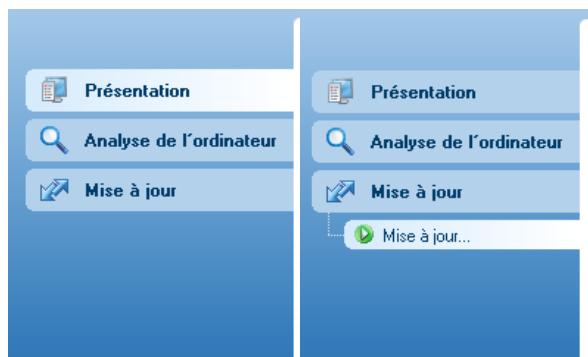 Présentation
Analyse de l´ordinateur
Mise à jour
Présentation
Analyse de l´ordinateur
Mise à jour
Mise à jour...